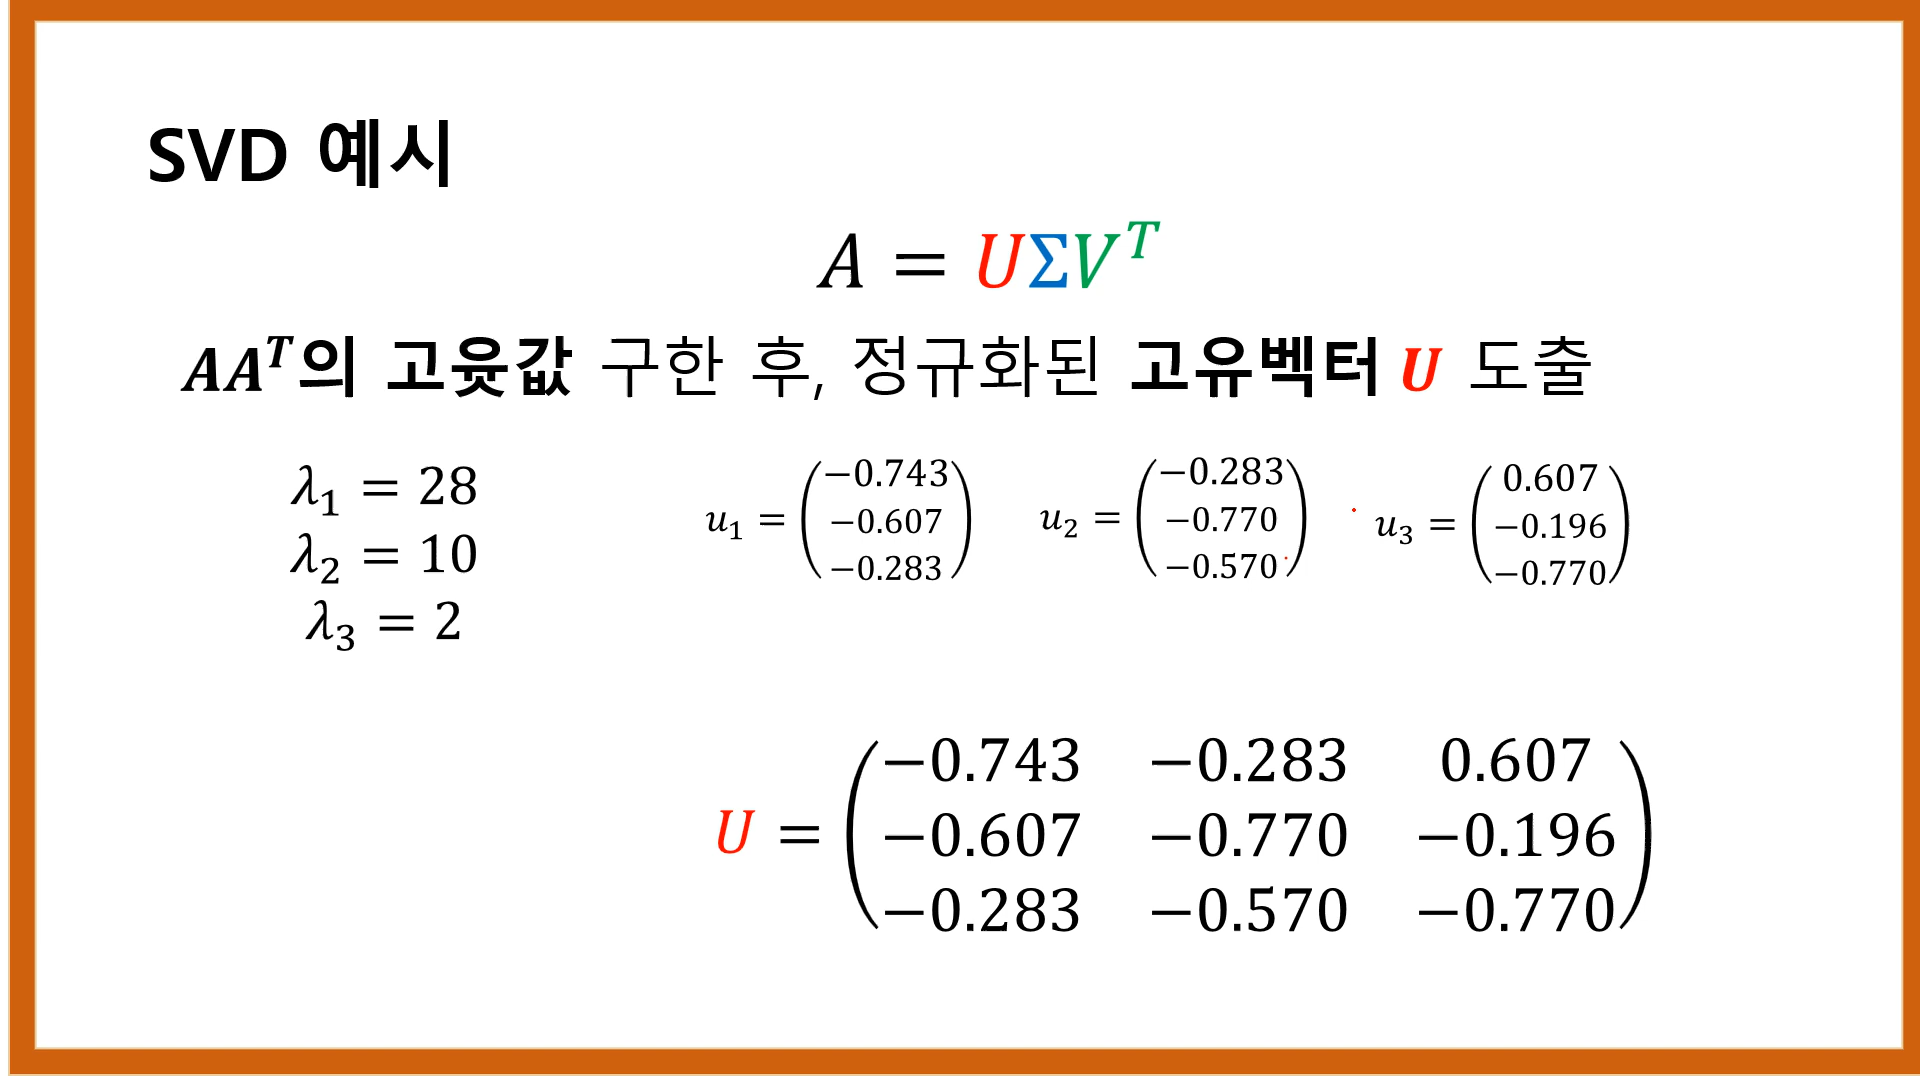 SVD 예시
A = UΣVᵀ
AAᵀ의 고윳값 구한 후, 정규화된 고유벡터 U 도출
λ₁ = 28
λ₂ = 10
λ₃ = 2
u₁ = (−0.743 −0.607 −0.283)
u₂ = (−0.283 −0.770 −0.570)
u₃ = (0.607 −0.196 −0.770)
U = (−0.743 −0.283 0.607
−0.607 −0.770 −0.196
−0.283 −0.570 −0.770)